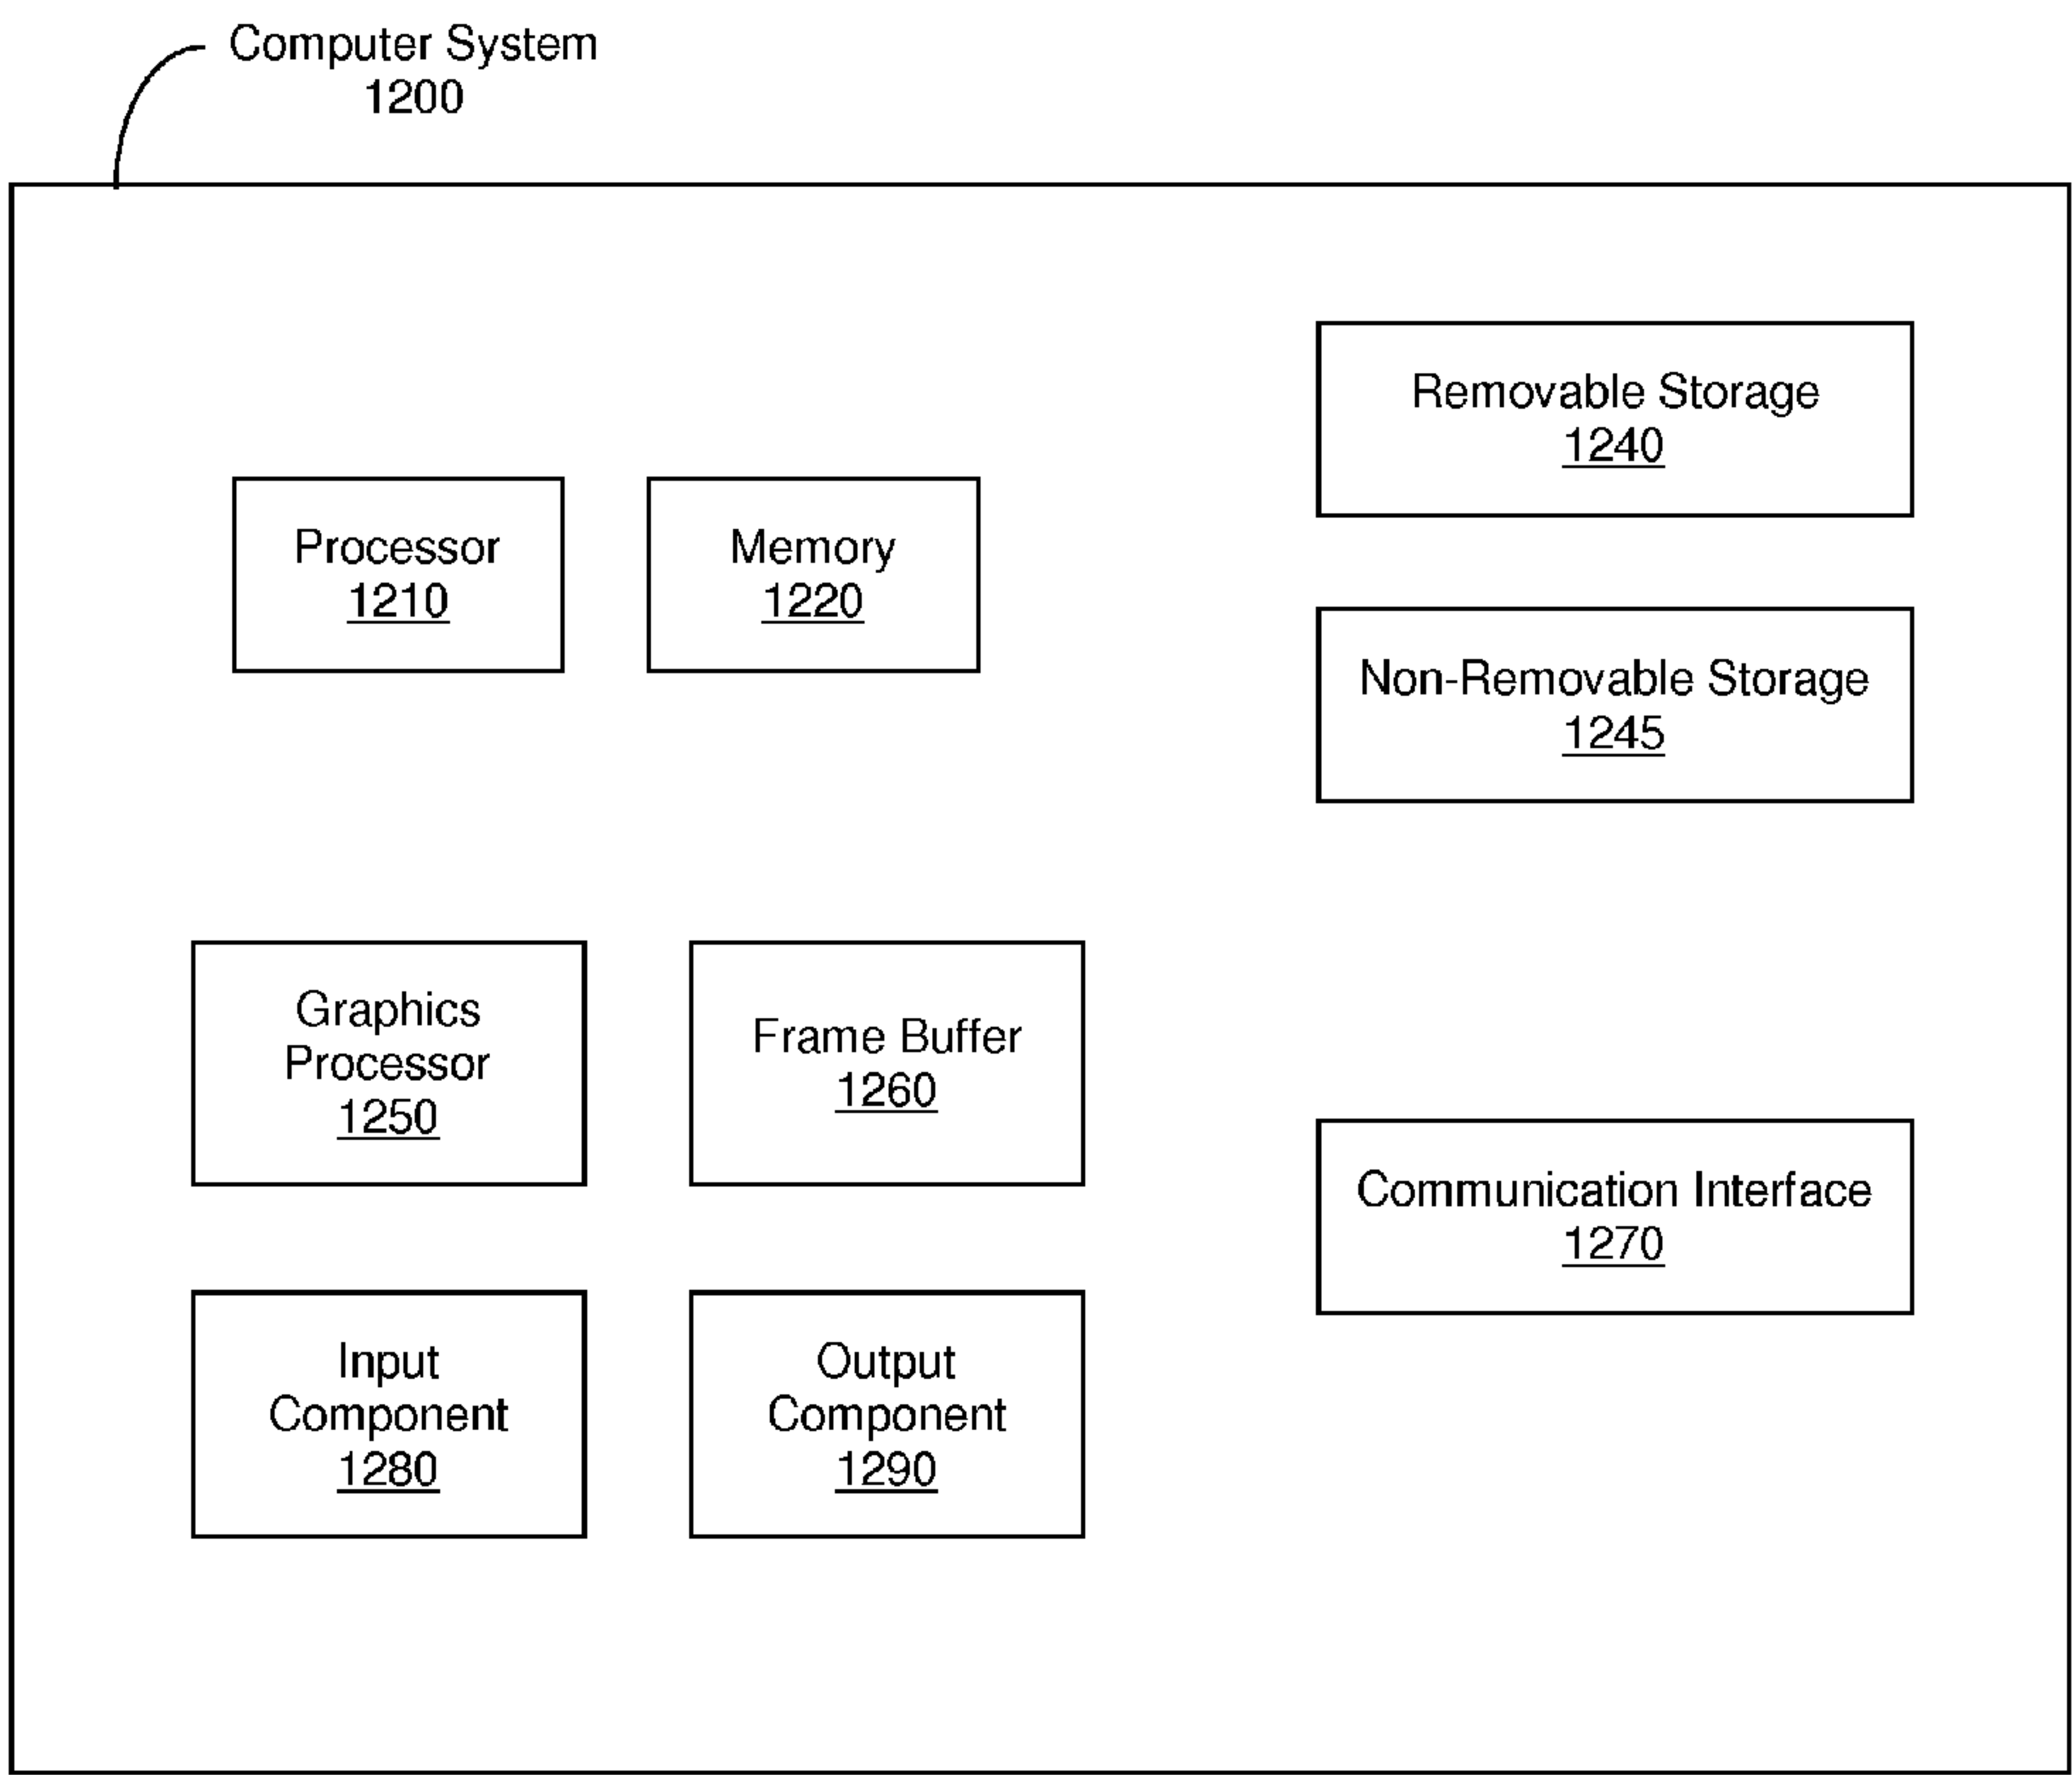 Computer System
1200
Removable Storage
1240
Processor
1210
Memory
1220
Non-Removable Storage
1245
Graphics
Processor
1250
Frame Buffer
1260
Communication Interface
1270
Input
Component
1280
Output
Component
1290